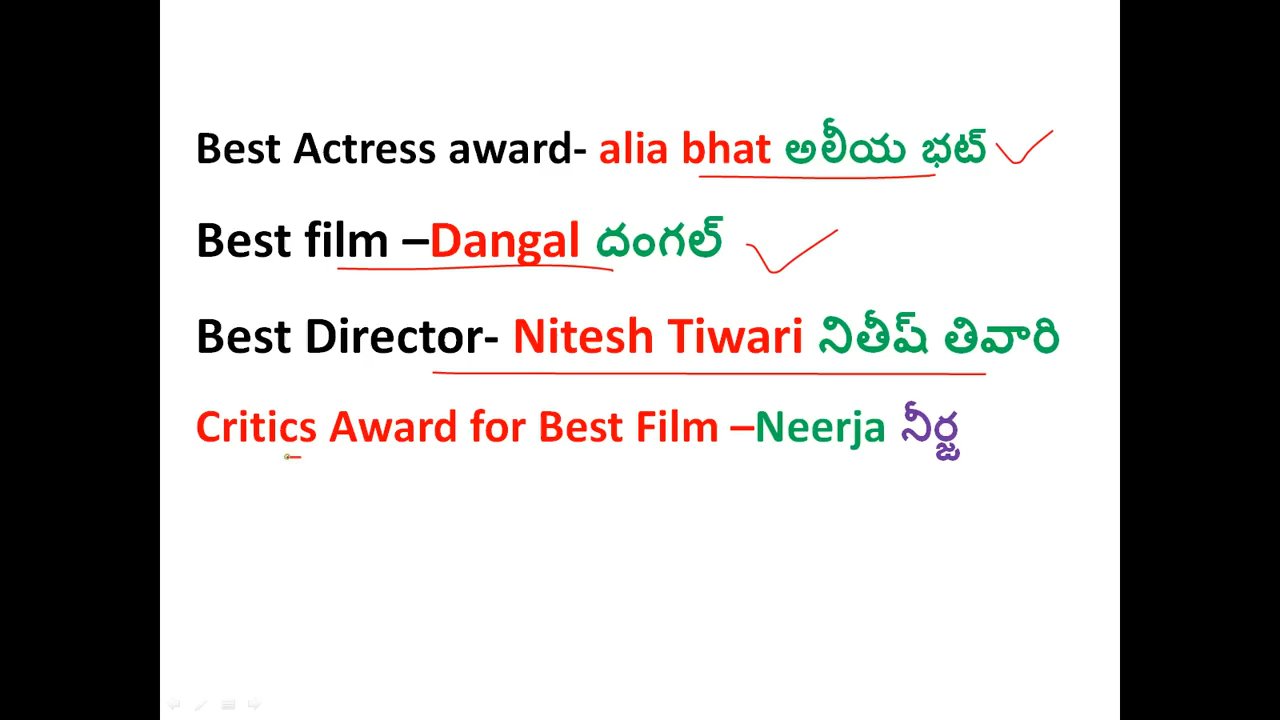 Best Actress award- alia bhat అలీయ భట్
Best film –Dangal దంగల్
Best Director- Nitesh Tiwari నితీష్ తివారి
Critics Award for Best Film –Neerja నీర్జ